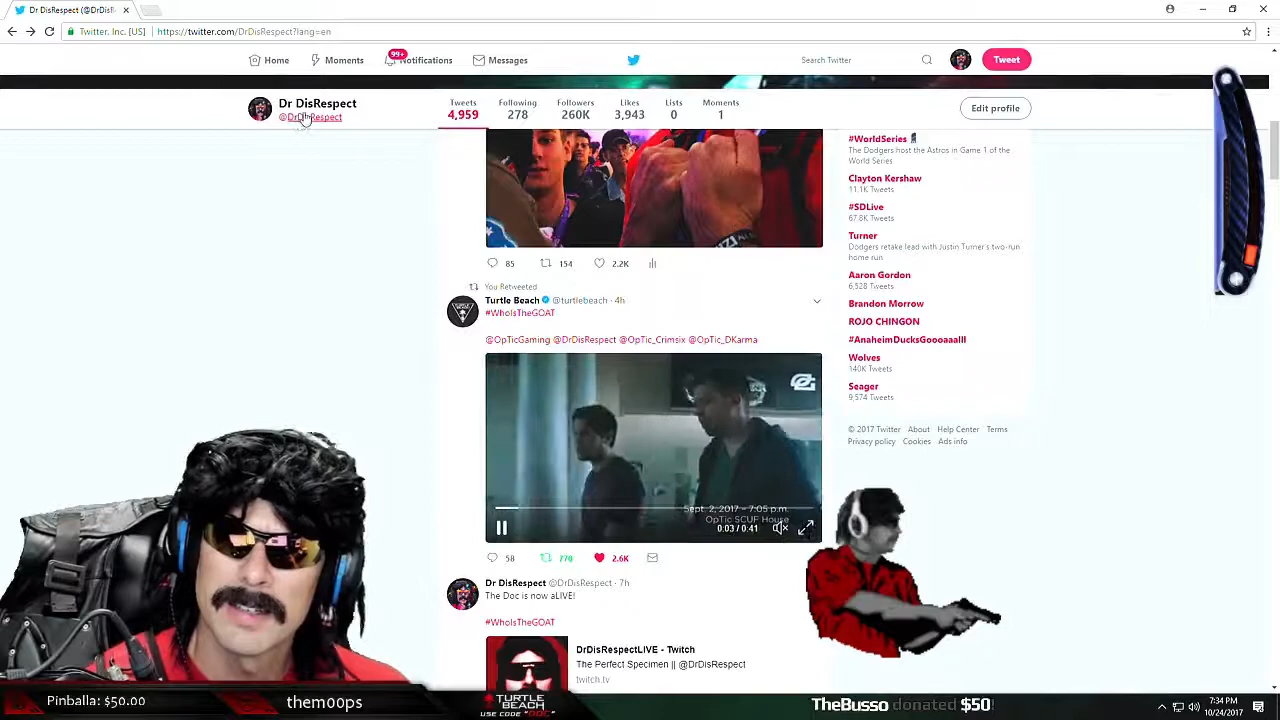 Dr DisRespect (@DrDisR
Twitter, Inc. [US]
https://twitter.com/DrDisRespect?lang=en
Home
Moments
99+
Notifications
Messages
Search Twitter
Tweet
Dr DisRespect
@DrDisRespect
Tweets
4,959
Following
278
Followers
260K
Likes
3,943
Lists
0
Moments
1
Edit profile
85
154
2.2K
You Retweeted
Turtle Beach @turtlebeach · 4h
#WhoIsTheGOAT
@OpTicGaming @DrDisRespect @OpTic_Crimsix @OpTic_DKarma
Sept. 2, 2017 – 7:05 p.m.
OpTic SCUF House
0:03 / 0:41
58
770
2.6K
Dr DisRespect @DrDisRespect · 7h
The Doc is now aLIVE!
#WhoIsTheGOAT
DrDisRespectLIVE - Twitch
The Perfect Specimen || @DrDisRespect
twitch.tv
#WorldSeries
The Dodgers host the Astros in Game 1 of the
World Series
Clayton Kershaw
11.1K Tweets
#SDLive
67.8K Tweets
Turner
Dodgers retake lead with Justin Turner's two-run
home run
Aaron Gordon
6,528 Tweets
Brandon Morrow
ROJO CHINGON
#AnaheimDucksGoooaaalll
Wolves
140K Tweets
Seager
9,574 Tweets
© 2017 Twitter About Help Center Terms
Privacy policy Cookies Ads info
Pinballa: $50.00
themoops
TURTLE
BEACH
USE CODE "DOC"
TheBusso donated $50!
7:34 PM
10/24/2017